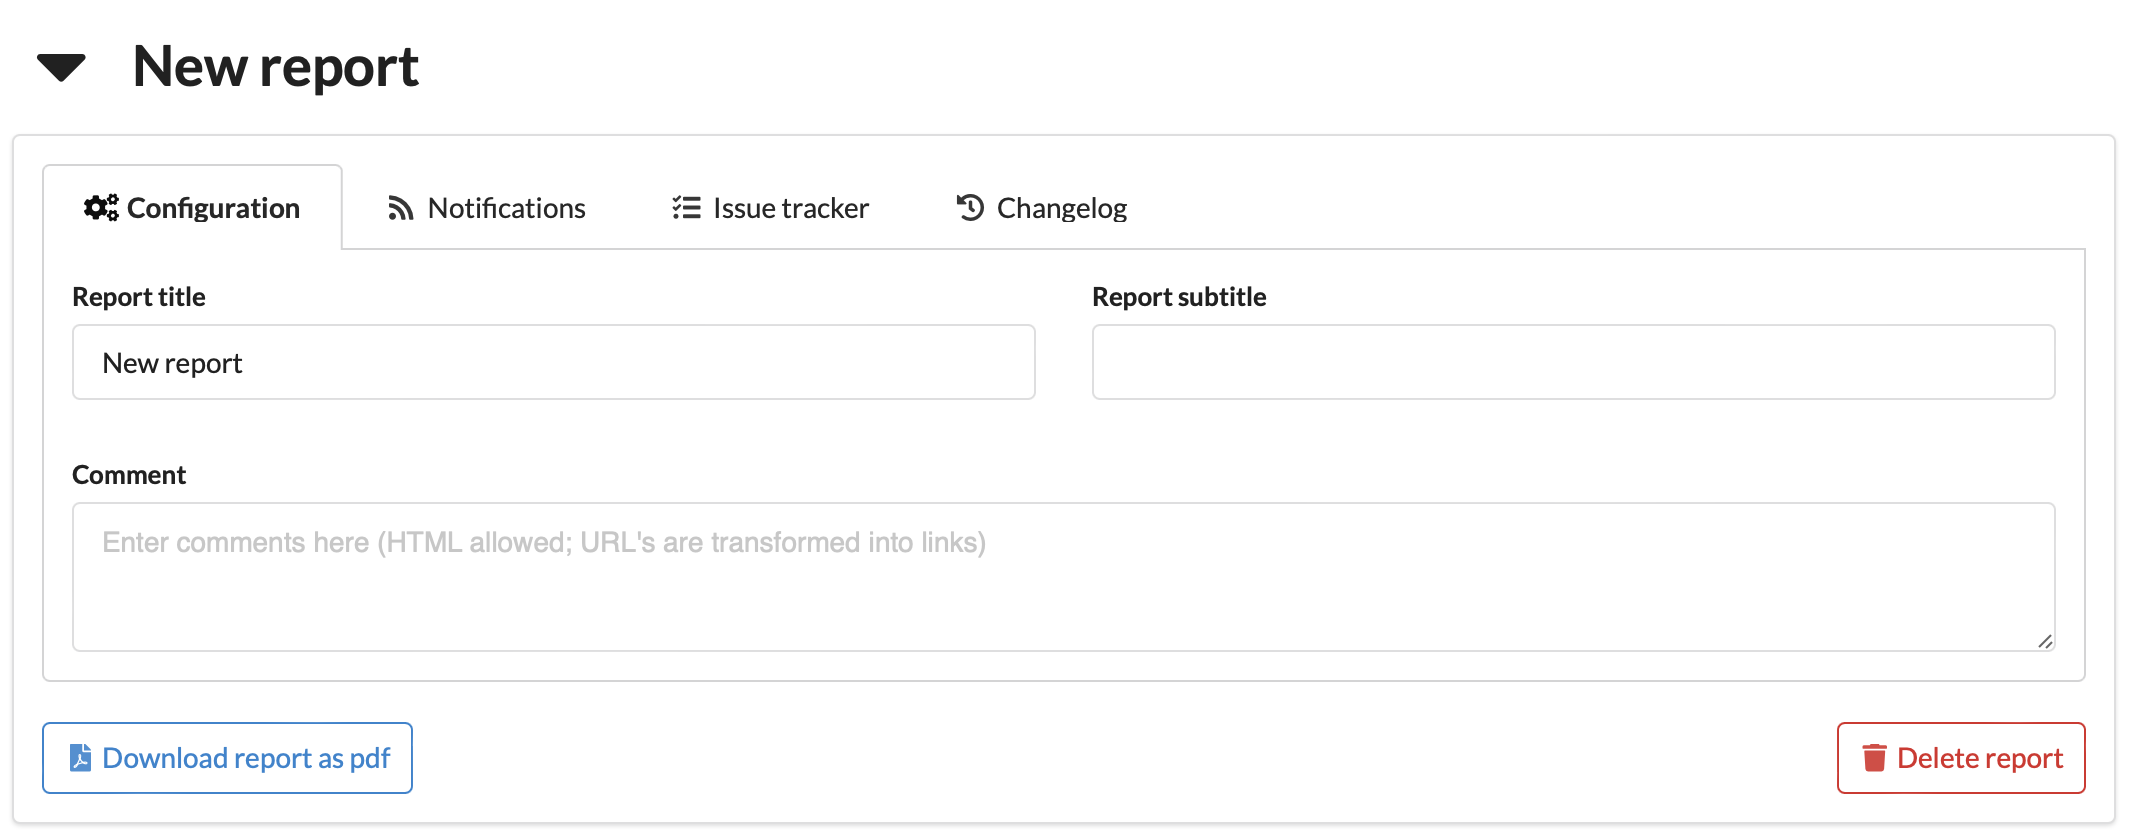 New report
Configuration
Notifications
Issue tracker
Changelog
Report title
Report subtitle
New report
Comment
Enter comments here (HTML allowed; URL's are transformed into links)
Download report as pdf
Delete report